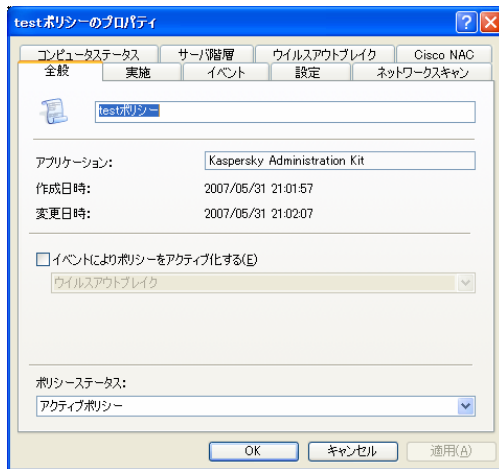 testポリシーのプロパティ
コンピュータステータス サーバ階層 ウイルスアウトブレイク Cisco NAC
全般 実施 イベント 設定 ネットワークスキャン
testポリシー
アプリケーション: Kaspersky Administration Kit
作成日時: 2007/05/31 21:01:57
変更日時: 2007/05/31 21:02:07
イベントによりポリシーをアクティブ化する(E)
ウイルスアウトブレイク
ポリシーステータス:
アクティブポリシー
OK キャンセル 適用(A)